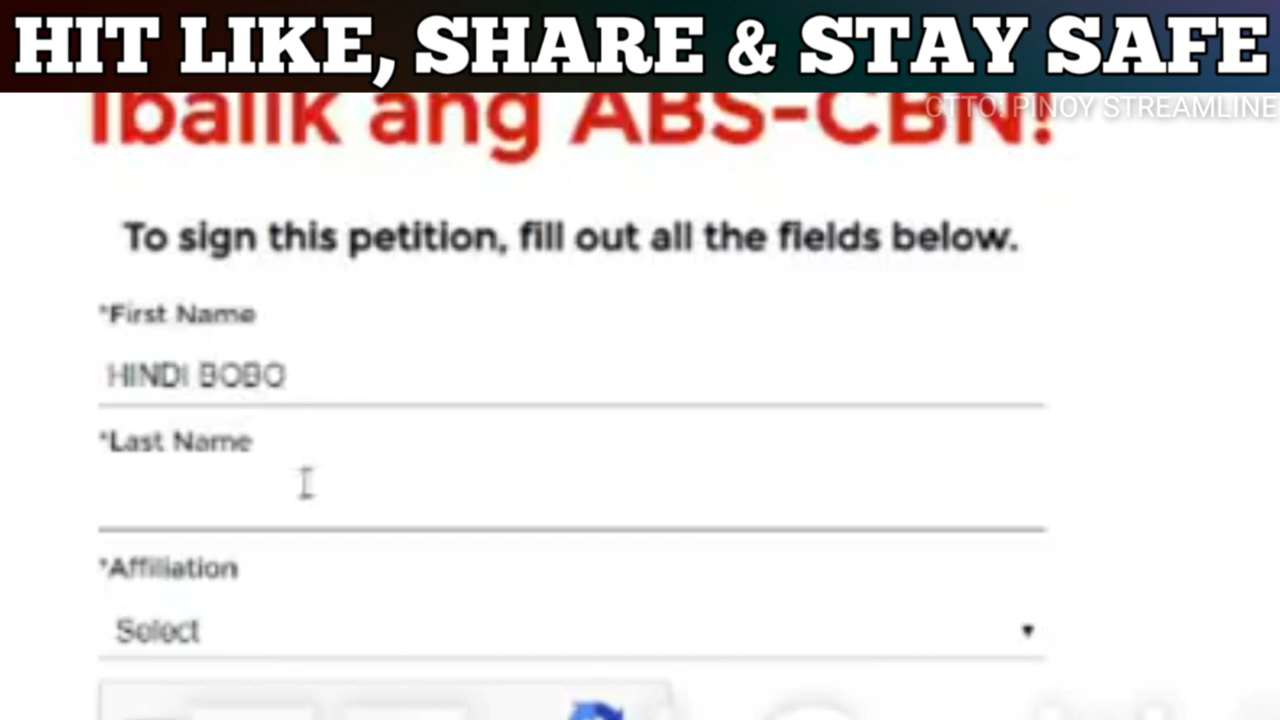 HIT LIKE, SHARE & STAY SAFE
CTTO: PINOY STREAMLINE
Ibalik ang ABS-CBN!
To sign this petition, fill out all the fields below.
*First Name
HINDI BOBO
*Last Name
*Affiliation
Select